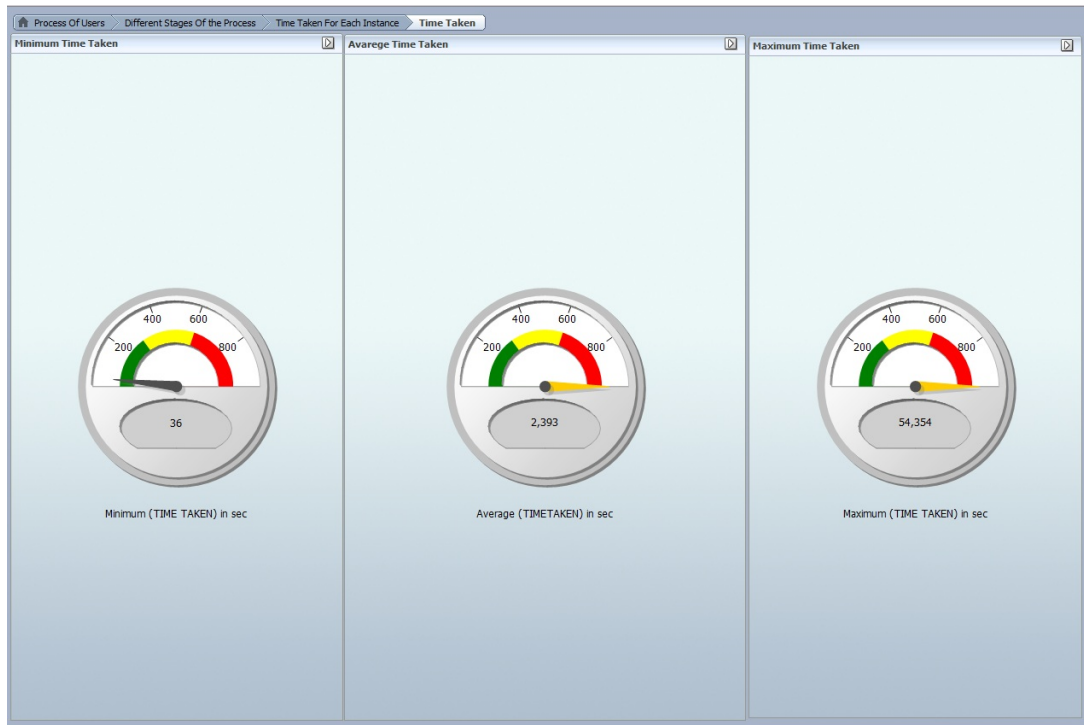 Process Of Users Different Stages Of the Process Time Taken For Each Instance Time Taken
Minimum Time Taken
400 600
200 800
36
Minimum (TIME TAKEN) in sec
Avarege Time Taken
400 600
200 800
2,393
Average (TIMETAKEN) in sec
Maximum Time Taken
400 600
200 800
54,354
Maximum (TIME TAKEN) in sec